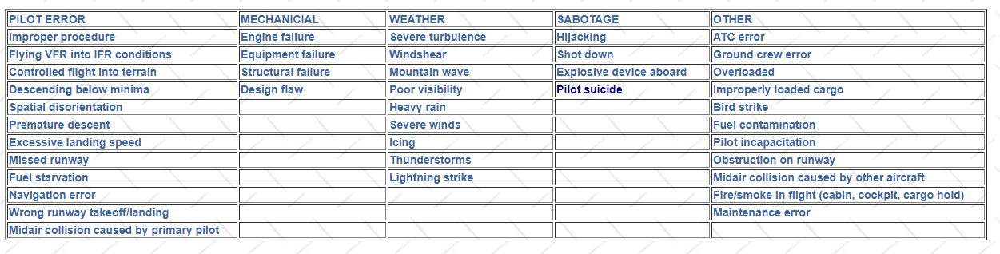 PILOT ERROR MECHANICIAL WEATHER SABOTAGE OTHER
Improper procedure Engine failure Severe turbulence Hijacking ATC error
Flying VFR into IFR conditions Equipment failure Windshear Shot down Ground crew error
Controlled flight into terrain Structural failure Mountain wave Explosive device aboard Overloaded
Descending below minima Design flaw Poor visibility Pilot suicide Improperly loaded cargo
Spatial disorientation Heavy rain Bird strike
Premature descent Severe winds Fuel contamination
Excessive landing speed Icing Pilot incapacitation
Missed runway Thunderstorms Obstruction on runway
Fuel starvation Lightning strike Midair collision caused by other aircraft
Navigation error Fire/smoke in flight (cabin, cockpit, cargo hold)
Wrong runway takeoff/landing Maintenance error
Midair collision caused by primary pilot